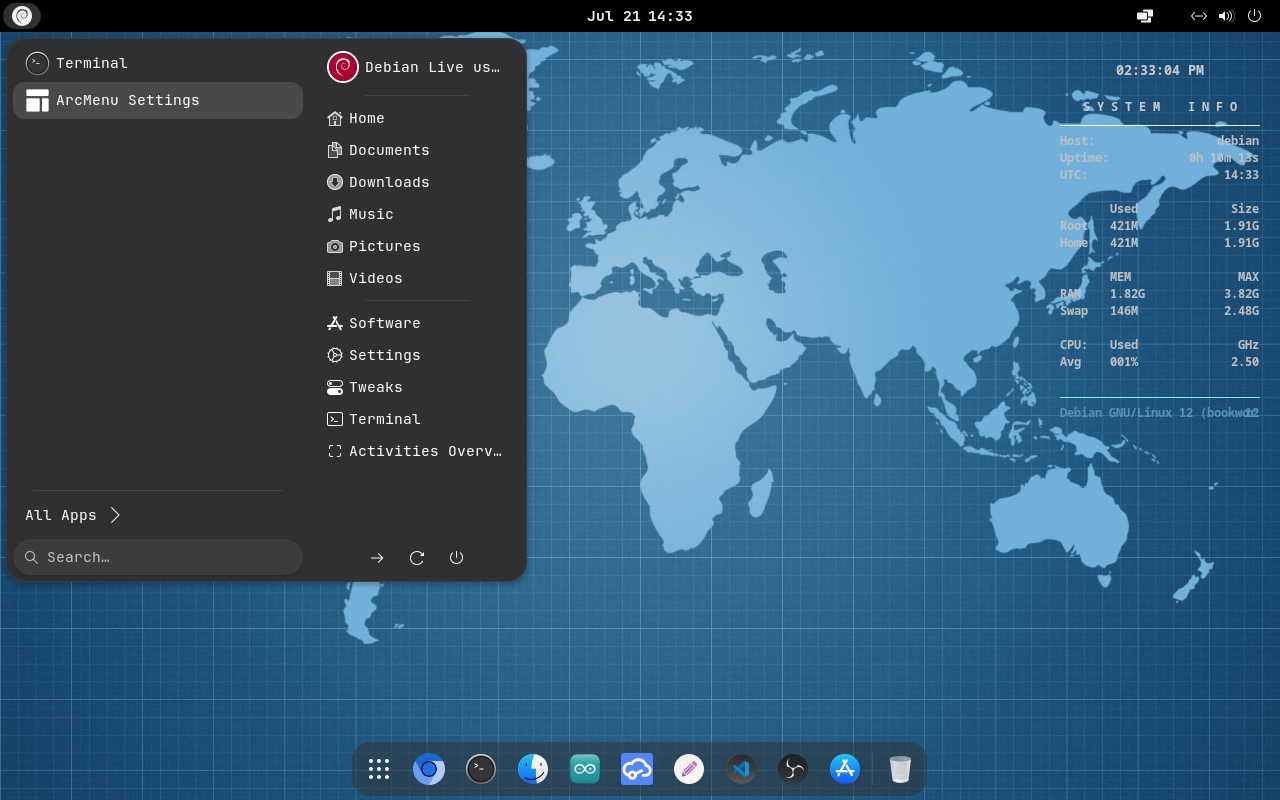 Jul 21 14:33
Terminal
ArcMenu Settings
All Apps
Search…
Debian Live us…
Home
Documents
Downloads
Music
Pictures
Videos
Software
Settings
Tweaks
Terminal
Activities Overv…
02:33:04 PM
SYSTEM INFO
Host: debian
Uptime: 0h 10m 13s
UTC: 14:33
Used Size
Root 421M 1.91G
Home 421M 1.91G
MEM MAX
RAM 1.82G 3.82G
Swap 146M 2.48G
CPU: Used GHz
Avg 001% 2.50
Debian GNU/Linux 12 (bookwo 12